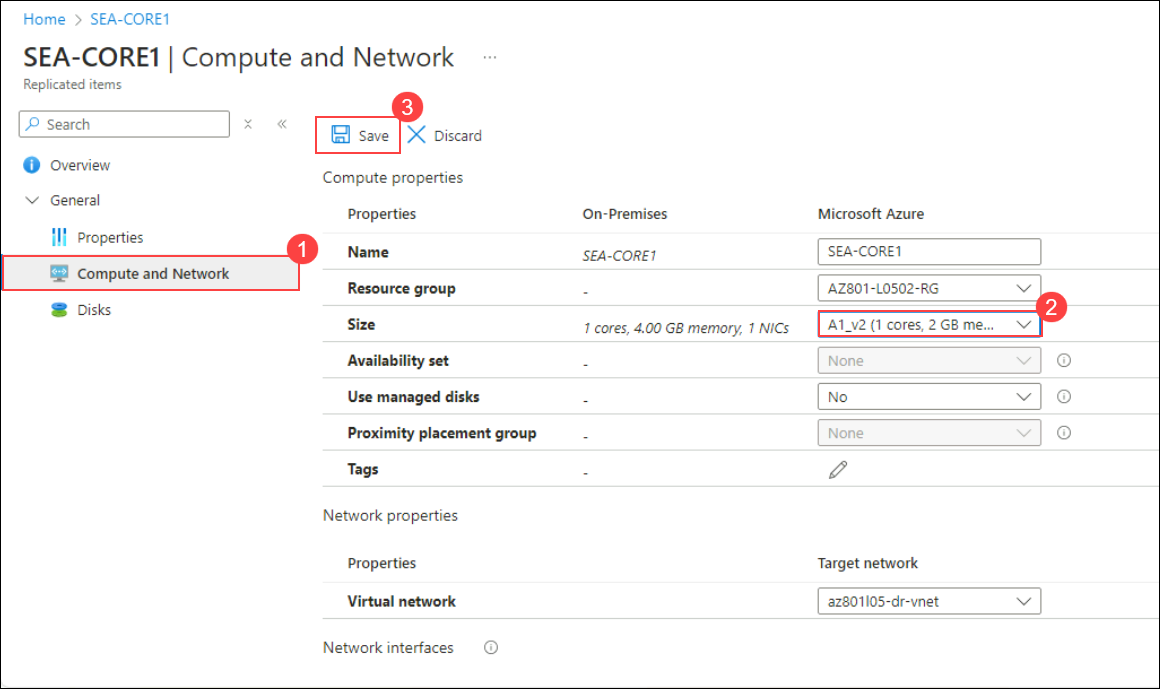 Home > SEA-CORE1
SEA-CORE1 | Compute and Network ...
Replicated items
Search
Overview
General
Properties
Compute and Network
1
Disks
Save
3
Discard
Compute properties
Properties On-Premises Microsoft Azure
Name SEA-CORE1 SEA-CORE1
Resource group - AZ801-L0502-RG
Size 1 cores, 4.00 GB memory, 1 NICs A1_v2 (1 cores, 2 GB me...
2
Availability set - None
Use managed disks - No
Proximity placement group - None
Tags -
Network properties
Properties Target network
Virtual network az801l05-dr-vnet
Network interfaces